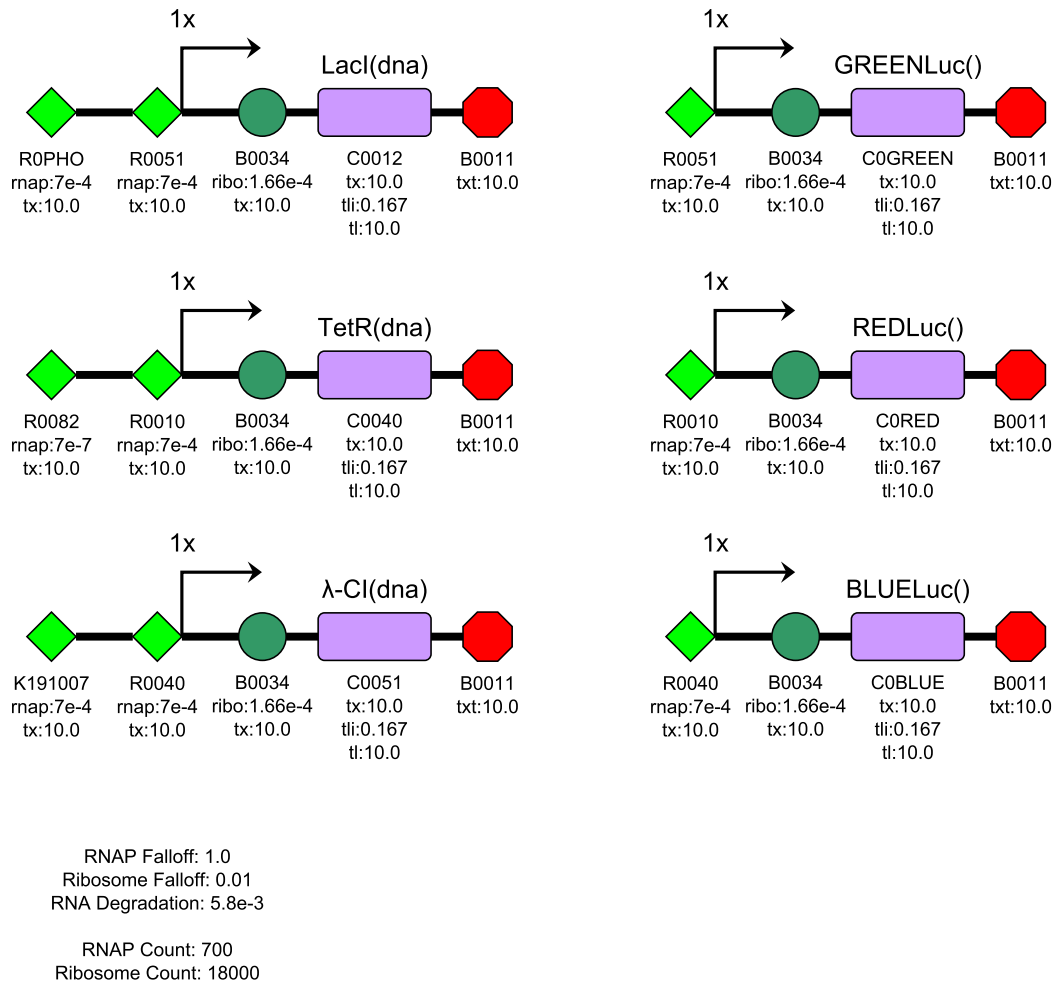 1x
LacI(dna)
R0PHO
rnap:7e-4
tx:10.0
R0051
rnap:7e-4
tx:10.0
B0034
ribo:1.66e-4
tx:10.0
C0012
tx:10.0
tli:0.167
tl:10.0
B0011
txt:10.0
1x
GREENLuc()
R0051
rnap:7e-4
tx:10.0
B0034
ribo:1.66e-4
tx:10.0
C0GREEN
tx:10.0
tli:0.167
tl:10.0
B0011
txt:10.0
1x
TetR(dna)
R0082
rnap:7e-7
tx:10.0
R0010
rnap:7e-4
tx:10.0
B0034
ribo:1.66e-4
tx:10.0
C0040
tx:10.0
tli:0.167
tl:10.0
B0011
txt:10.0
1x
REDLuc()
R0010
rnap:7e-4
tx:10.0
B0034
ribo:1.66e-4
tx:10.0
C0RED
tx:10.0
tli:0.167
tl:10.0
B0011
txt:10.0
1x
λ-CI(dna)
K191007
rnap:7e-4
tx:10.0
R0040
rnap:7e-4
tx:10.0
B0034
ribo:1.66e-4
tx:10.0
C0051
tx:10.0
tli:0.167
tl:10.0
B0011
txt:10.0
1x
BLUELuc()
R0040
rnap:7e-4
tx:10.0
B0034
ribo:1.66e-4
tx:10.0
C0BLUE
tx:10.0
tli:0.167
tl:10.0
B0011
txt:10.0
RNAP Falloff: 1.0
Ribosome Falloff: 0.01
RNA Degradation: 5.8e-3
RNAP Count: 700
Ribosome Count: 18000